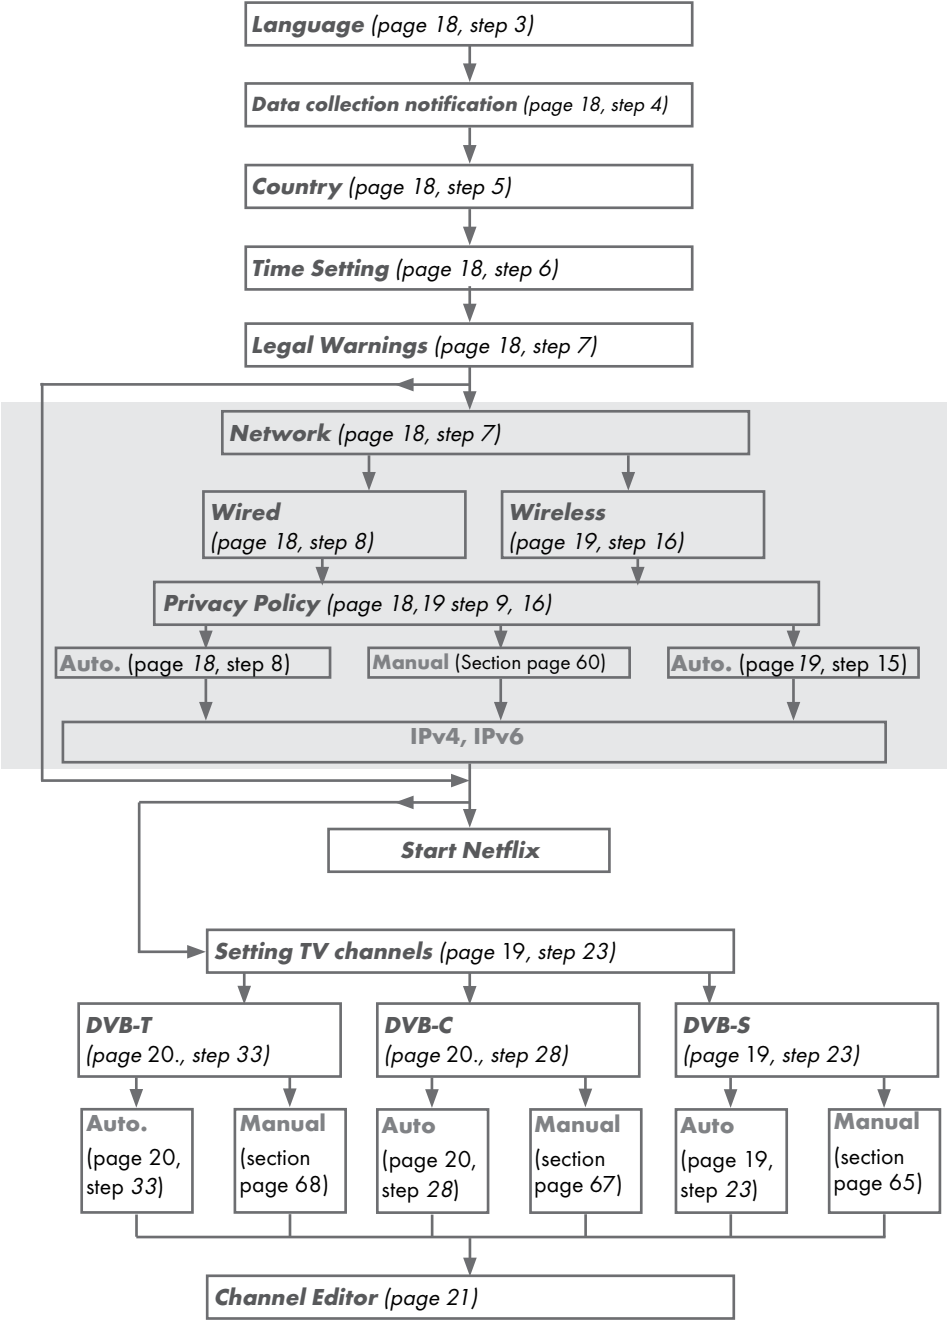 Language (page 18, step 3)
Data collection notification (page 18, step 4)
Country (page 18, step 5)
Time Setting (page 18, step 6)
Legal Warnings (page 18, step 7)
Network (page 18, step 7)
Wired
(page 18, step 8)
Wireless
(page 19, step 16)
Privacy Policy (page 18,19 step 9, 16)
Auto. (page 18, step 8)
Manual (Section page 60)
Auto. (page19, step 15)
IPv4, IPv6
Start Netflix
Setting TV channels (page 19, step 23)
DVB-T
(page 20., step 33)
DVB-C
(page 20., step 28)
DVB-S
(page 19, step 23)
Auto.
(page 20,
step 33)
Manual
(section
page 68)
Auto
(page 20,
step 28)
Manual
(section
page 67)
Auto
(page 19,
step 23)
Manual
(section
page 65)
Channel Editor (page 21)